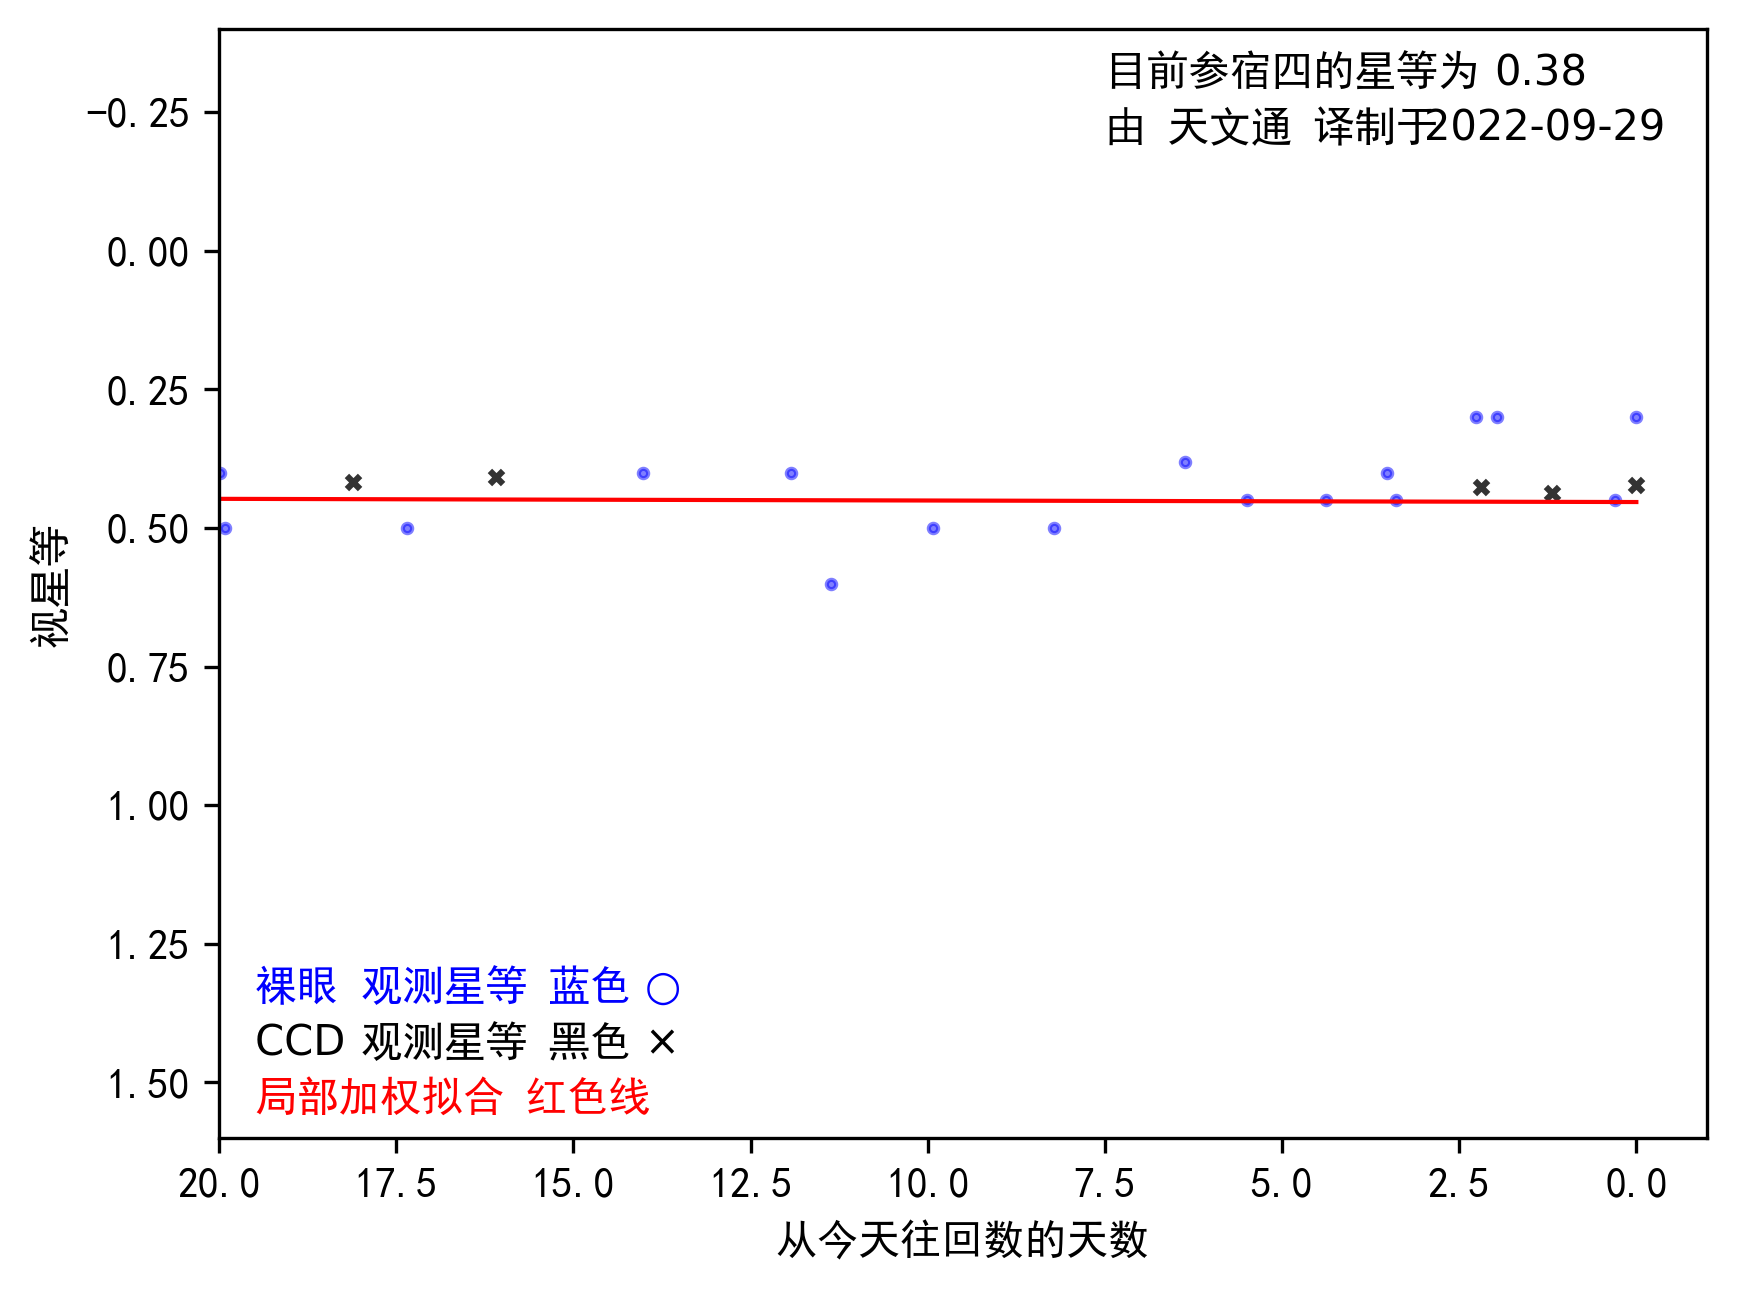 目前参宿四的星等为 0.38
由 天文通 译制于2022-09-29
−0.25
0.00
0.25
0.50
0.75
1.00
1.25
1.50
视星等
裸眼 观测星等 蓝色 ○
CCD 观测星等 黑色 ×
局部加权拟合 红色线
20.0 17.5 15.0 12.5 10.0 7.5 5.0 2.5 0.0
从今天往回数的天数